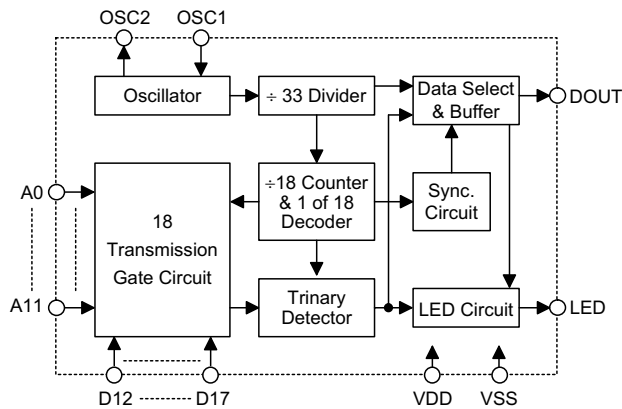 OSC2 OSC1
Oscillator
÷ 33 Divider
Data Select
& Buffer
DOUT
A0
18
Transmission
Gate Circuit
÷18 Counter
& 1 of 18
Decoder
Sync.
Circuit
A11
Trinary
Detector
LED Circuit
LED
D12 D17
VDD VSS